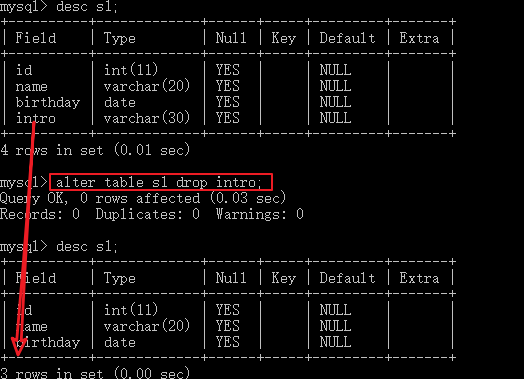 mysql> desc s1;
+----------+-------------+------+-----+---------+-------+
| Field | Type | Null | Key | Default | Extra |
+----------+-------------+------+-----+---------+-------+
| id | int(11) | YES | | NULL | |
| name | varchar(20) | YES | | NULL | |
| birthday | date | YES | | NULL | |
| intro | varchar(30) | YES | | NULL | |
+----------+-------------+------+-----+---------+-------+
4 rows in set (0.01 sec)
mysql> alter table s1 drop intro;
Query OK, 0 rows affected (0.03 sec)
Records: 0 Duplicates: 0 Warnings: 0
mysql> desc s1;
+----------+-------------+------+-----+---------+-------+
| Field | Type | Null | Key | Default | Extra |
+----------+-------------+------+-----+---------+-------+
| id | int(11) | YES | | NULL | |
| name | varchar(20) | YES | | NULL | |
| birthday | date | YES | | NULL | |
+----------+-------------+------+-----+---------+-------+
3 rows in set (0.00 sec)